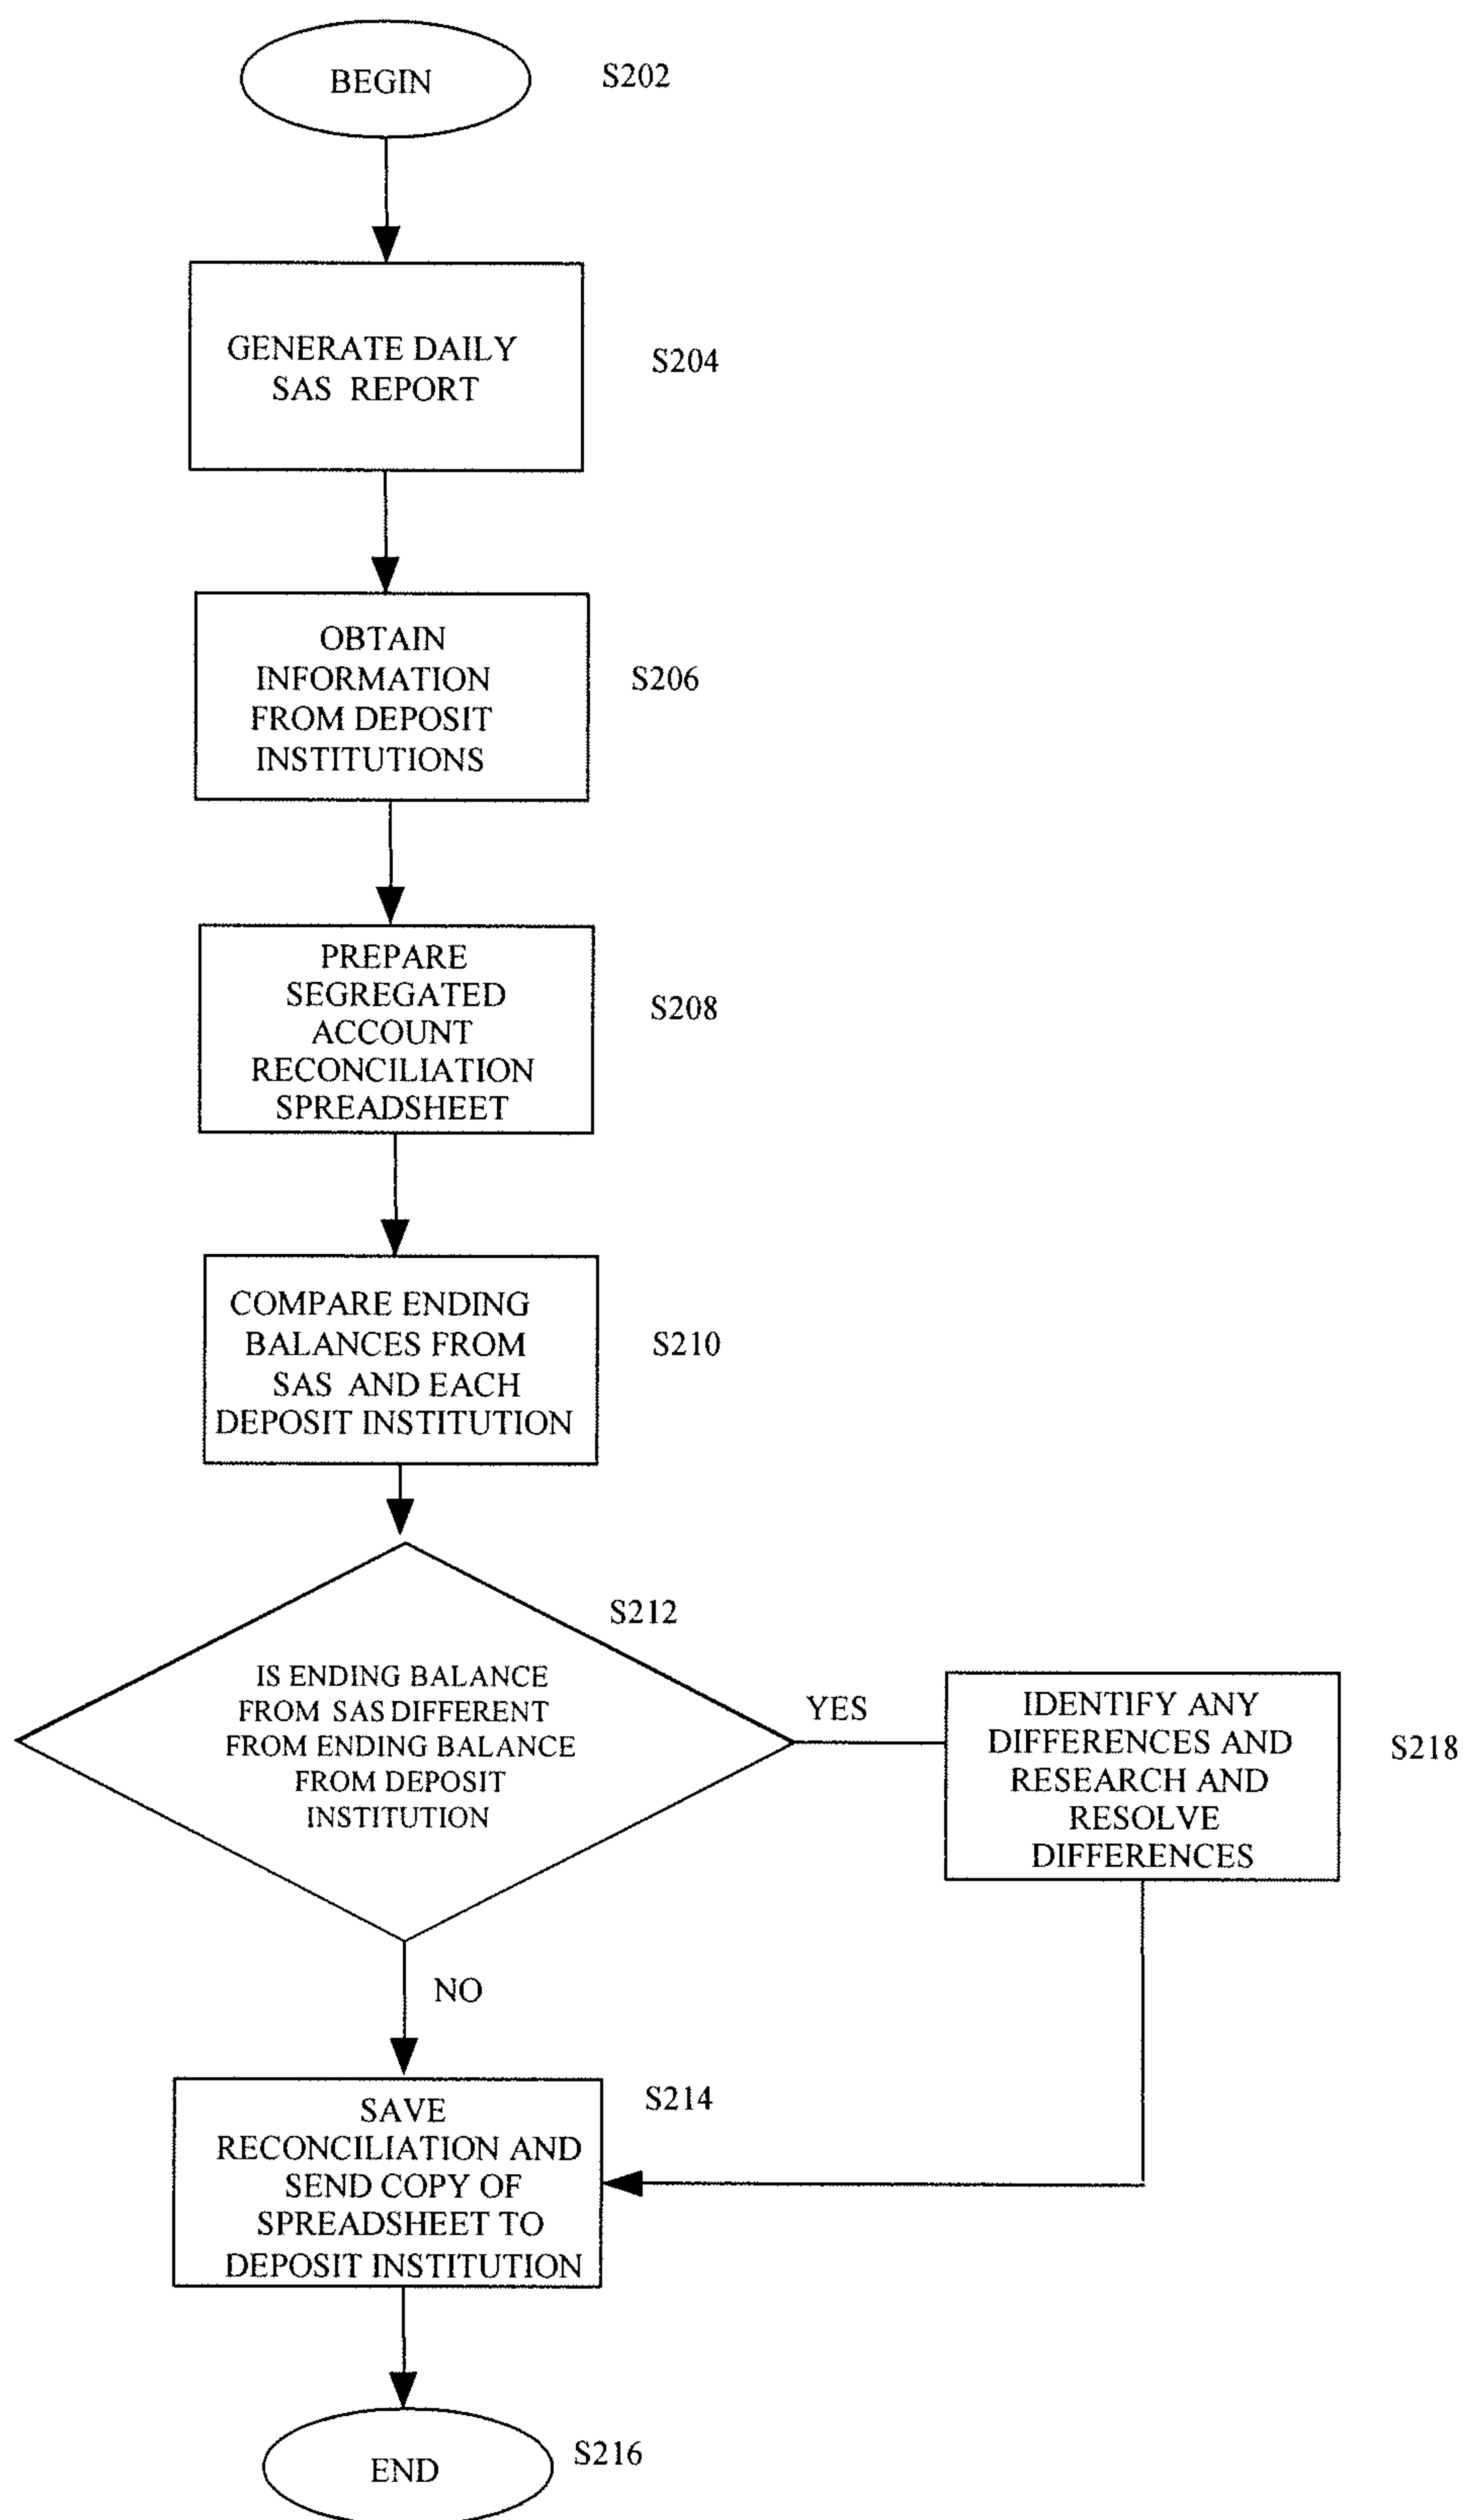 BEGIN
S202
GENERATE DAILY
SAS REPORT
S204
OBTAIN
INFORMATION
FROM DEPOSIT
INSTITUTIONS
S206
PREPARE
SEGREGATED
ACCOUNT
RECONCILIATION
SPREADSHEET
S208
COMPARE ENDING
BALANCES FROM
SAS AND EACH
DEPOSIT INSTITUTION
S210
S212
IS ENDING BALANCE
FROM SAS DIFFERENT
FROM ENDING BALANCE
FROM DEPOSIT
INSTITUTION
YES
IDENTIFY ANY
DIFFERENCES AND
RESEARCH AND
RESOLVE
DIFFERENCES
S218
NO
SAVE
RECONCILIATION AND
SEND COPY OF
SPREADSHEET TO
DEPOSIT INSTITUTION
S214
END
S216